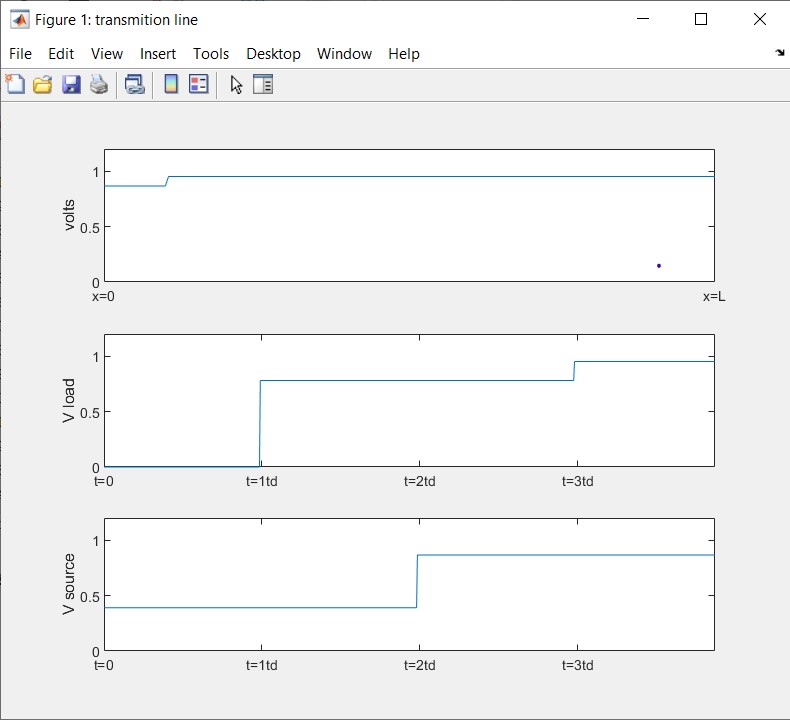 Figure 1: transmition line
File Edit View Insert Tools Desktop Window Help
1
volts
0.5
0
x=0 x=L
1
V load
0.5
0
t=0 t=1td t=2td t=3td
1
V source
0.5
0
t=0 t=1td t=2td t=3td